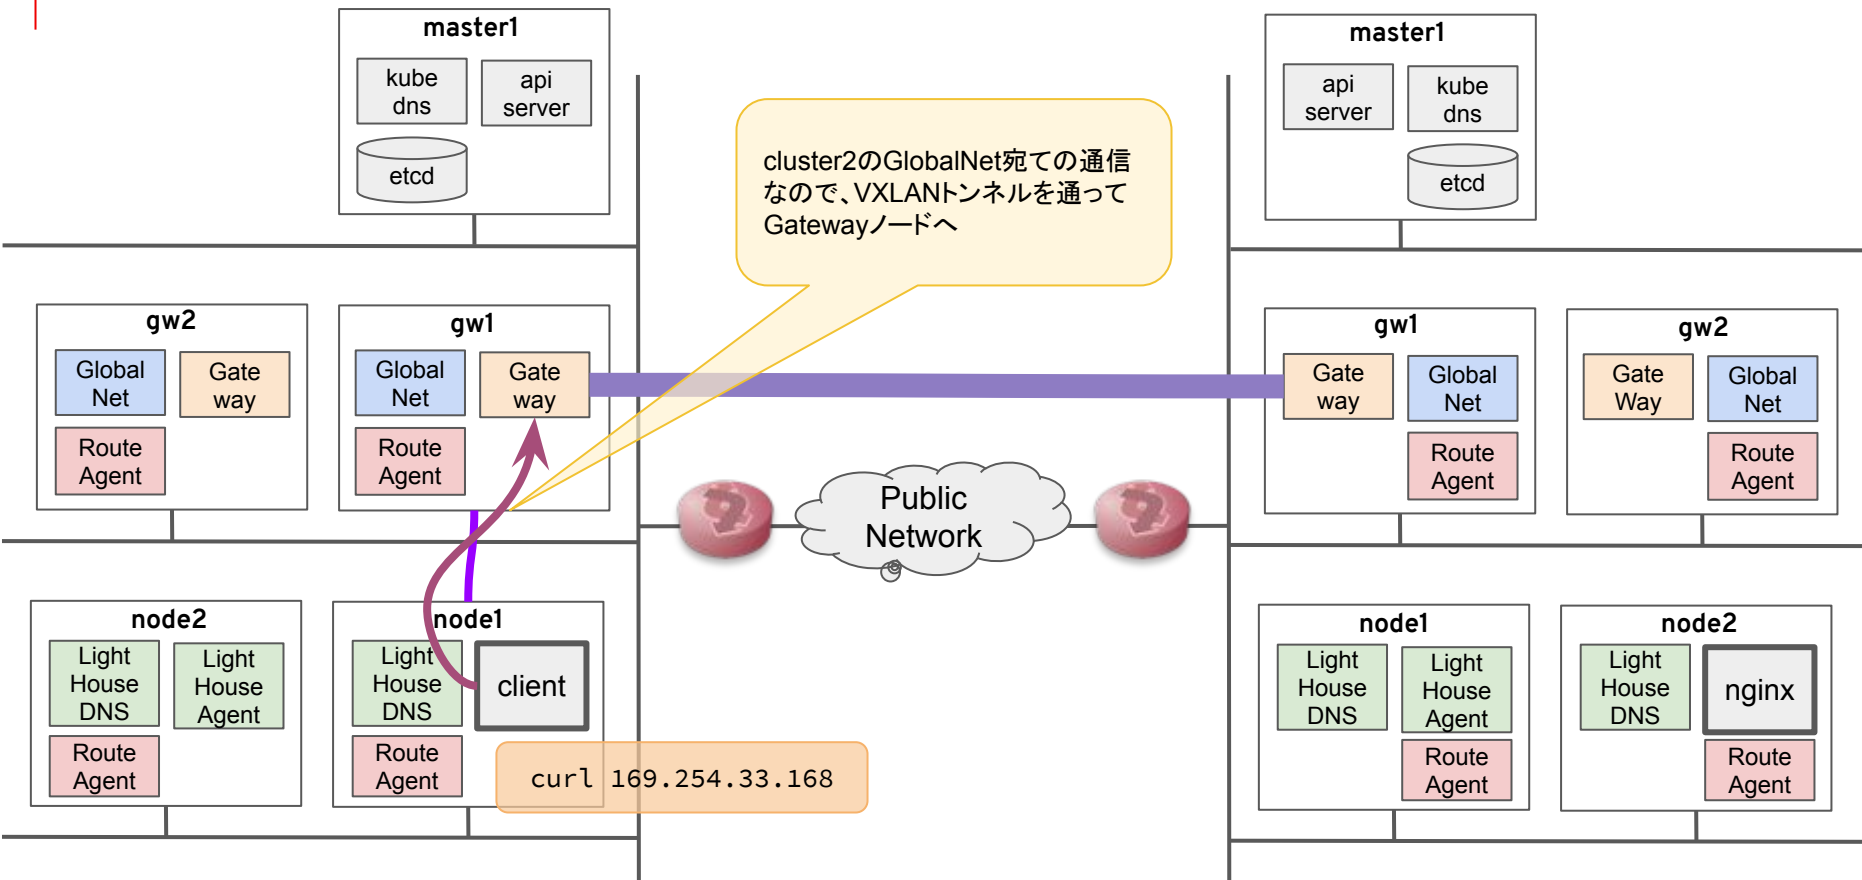 master1
kube
dns
api
server
etcd
master1
api
server
kube
dns
etcd
cluster2のGlobalNet宛ての通信
なので、VXLANトンネルを通って
Gatewayノードへ
gw2
Global
Net
Gate
way
Route
Agent
gw1
Global
Net
Gate
way
Route
Agent
gw1
Gate
way
Global
Net
Route
Agent
gw2
Gate
Way
Global
Net
Route
Agent
Public
Network
node2
Light
House
DNS
Light
House
Agent
Route
Agent
node1
Light
House
DNS
client
Route
Agent
curl 169.254.33.168
node1
Light
House
DNS
Light
House
Agent
Route
Agent
node2
Light
House
DNS
nginx
Route
Agent